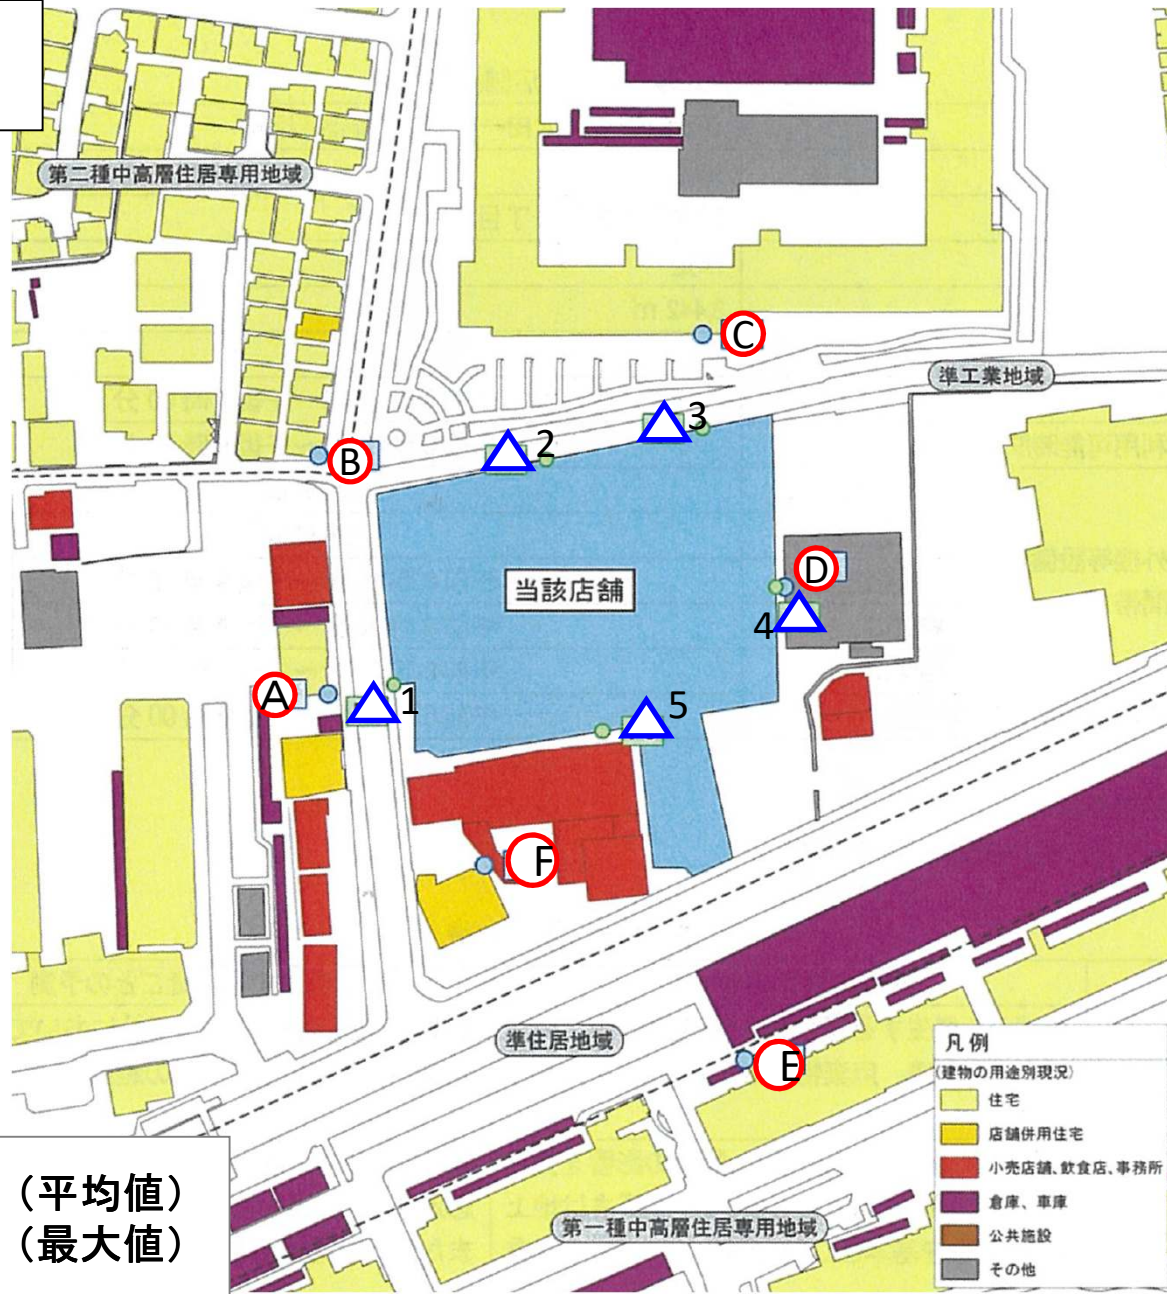 第二種中高層住居専用地域
C
準工業地域
3
2
B
当該店舗
D
4
A
1
5
F
準住居地域
E
凡例
(建物の用途別現況)
住宅
店舗併用住宅
小売店舗、飲食店、事務所
倉庫、車庫
公共施設
その他
（平均値）
（最大値）
第一種中高層住居専用地域